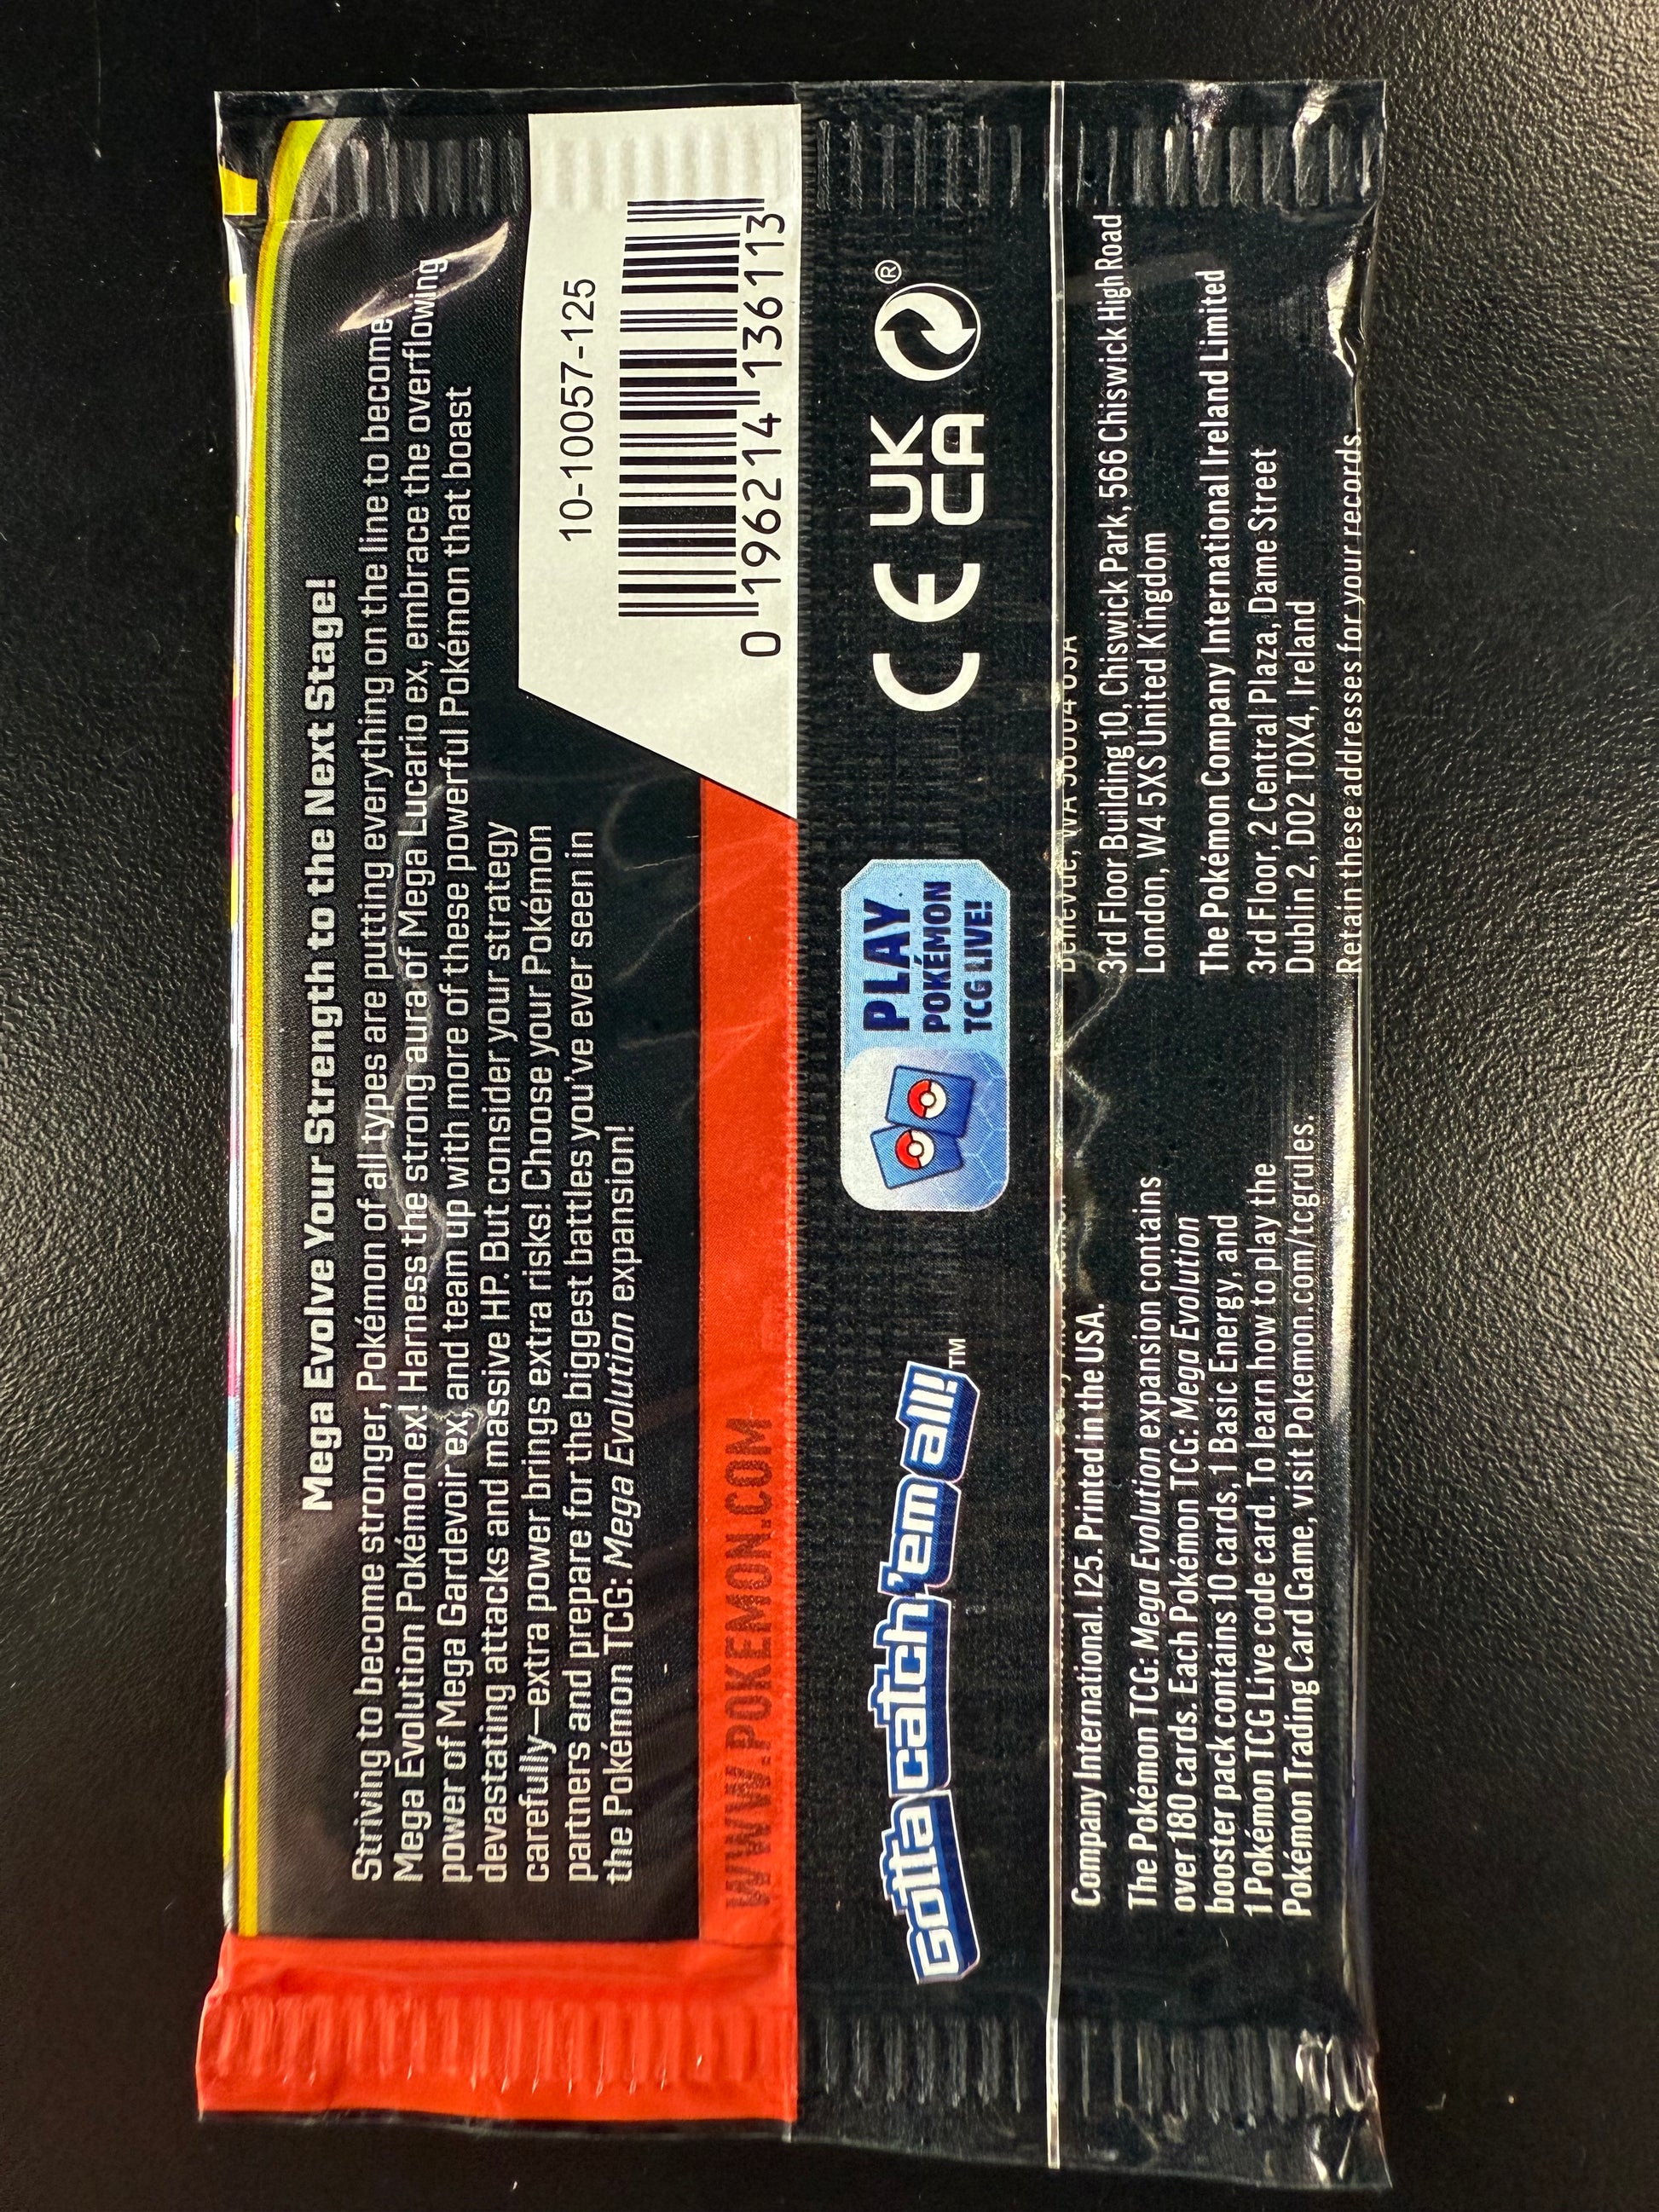 Mega Evolve Your Strength to the Next Stage!
Striving to become stronger, Pokémon of all types are putting everything on the line to become
Mega Evolution Pokémon ex! Harness the strong aura of Mega Lucario ex, embrace the overflowing
power of Mega Gardevoir ex, and team up with more of these powerful Pokémon that boast
devastating attacks and massive HP. But consider your strategy
carefully—extra power brings extra risks! Choose your Pokémon
partners and prepare for the biggest battles you've ever seen in
the Pokémon TCG: Mega Evolution expansion!
10-10057-125
0 196214 136113
WWW.POKEMON.COM
Gotta catch 'em all!™
PLAY
POKÉMON
TCG LIVE!
CE
UK
CA
®
Company International. I25. Printed in the USA.
The Pokémon TCG: Mega Evolution expansion contains
over 180 cards. Each Pokémon TCG: Mega Evolution
booster pack contains 10 cards, 1 Basic Energy, and
1 Pokémon TCG Live code card. To learn how to play the
Pokémon Trading Card Game, visit Pokemon.com/tcgrules.
Bellevue, WA 98004 USA
3rd Floor Building 10, Chiswick Park, 566 Chiswick High Road
London, W4 5XS United Kingdom
The Pokémon Company International Ireland Limited
3rd Floor, 2 Central Plaza, Dame Street
Dublin 2, D02 T0X4, Ireland
Retain these addresses for your records.